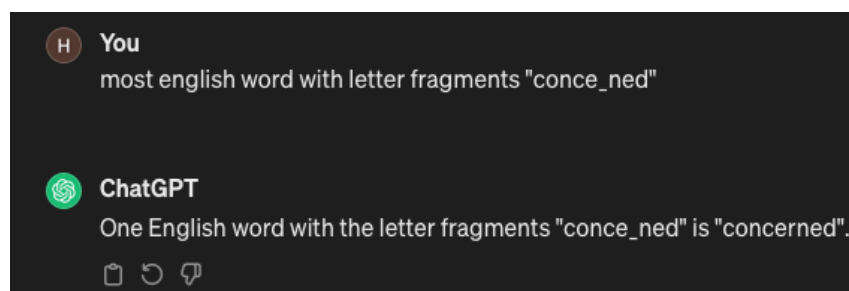 H You
most english word with letter fragments "conce_ned"
ChatGPT
One English word with the letter fragments "conce_ned" is "concerned".